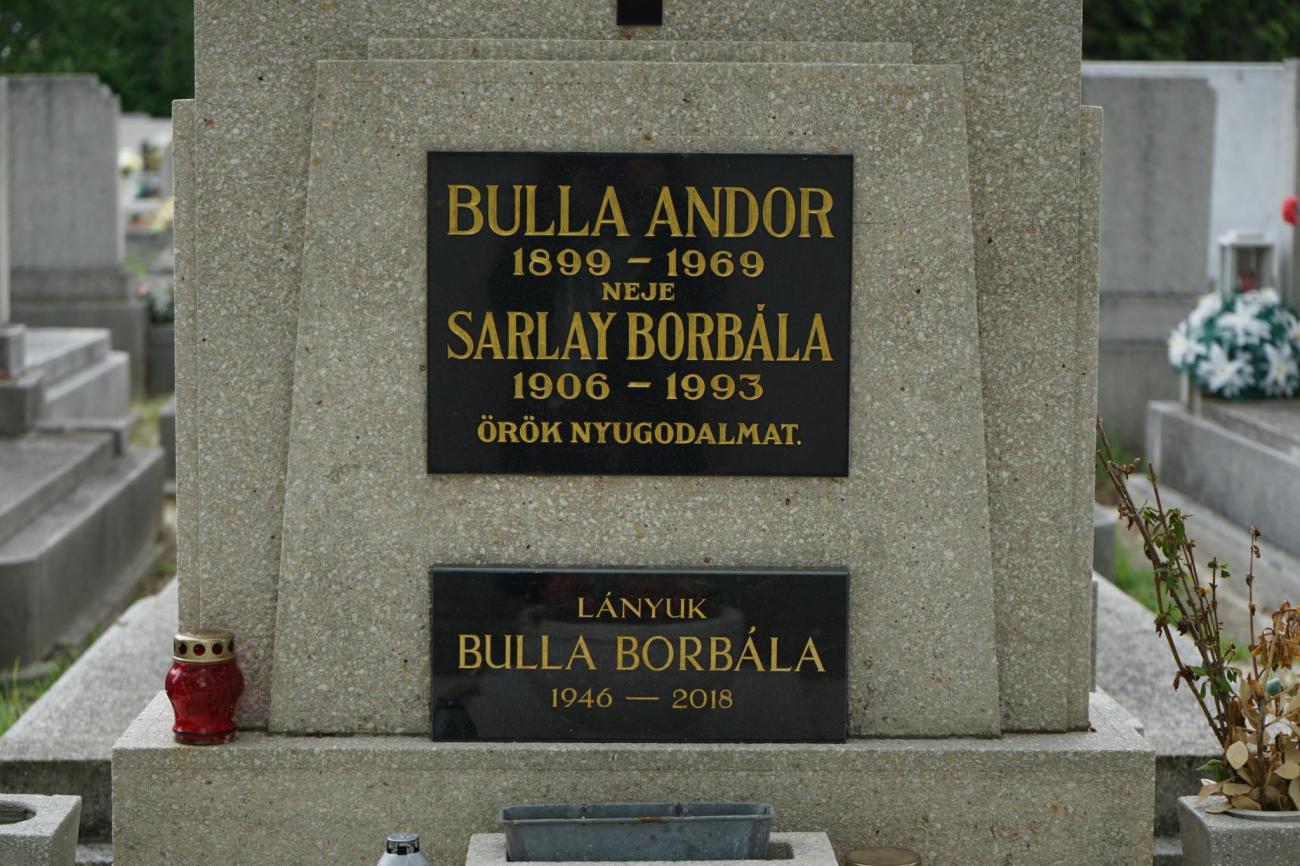 BULLA ANDOR
1899 – 1969
NEJE
SARLAY BORBÁLA
1906 – 1993
ÖRÖK NYUGODALMAT.
LÁNYUK
BULLA BORBÁLA
1946 — 2018